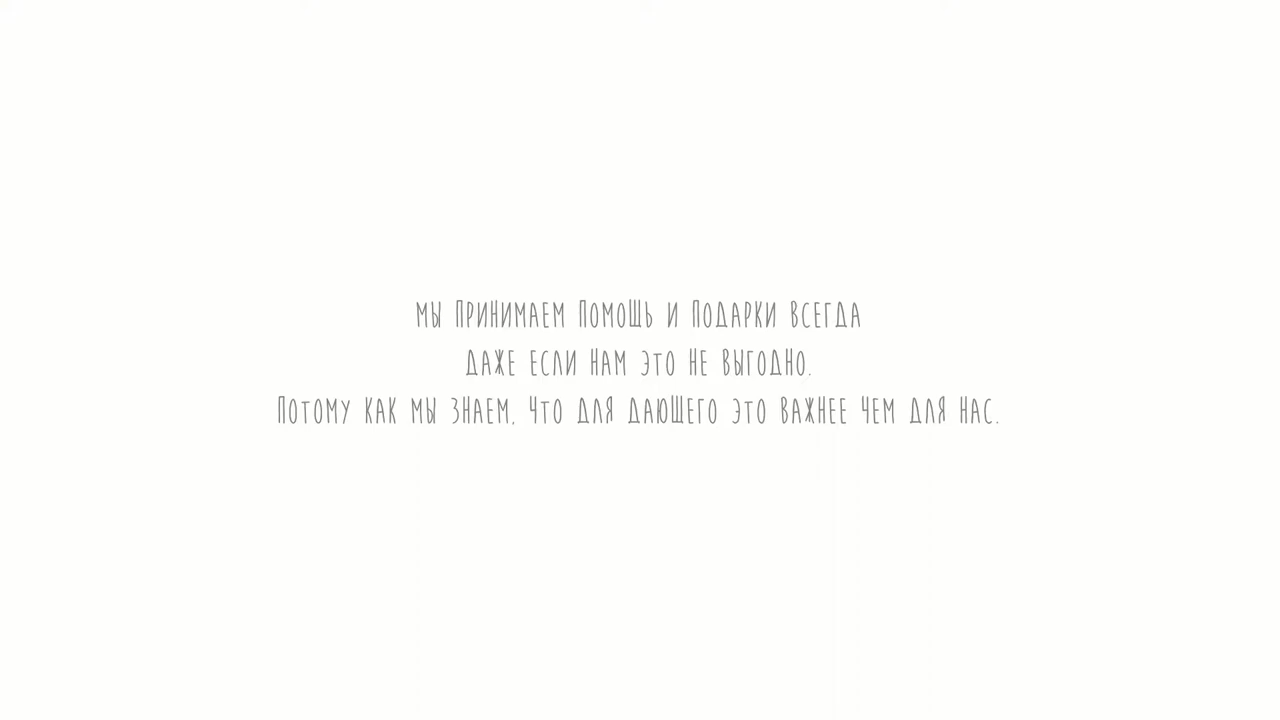 МЫ ПРИНИМАЕМ ПОМОЩЬ И ПОДАРКИ ВСЕГДА
ДАЖЕ ЕСЛИ НАМ ЭТО НЕ ВЫГОДНО.
ПОТОМУ КАК МЫ ЗНАЕМ, ЧТО ДЛЯ ДАЮЩЕГО ЭТО ВАЖНЕЕ ЧЕМ ДЛЯ НАС.